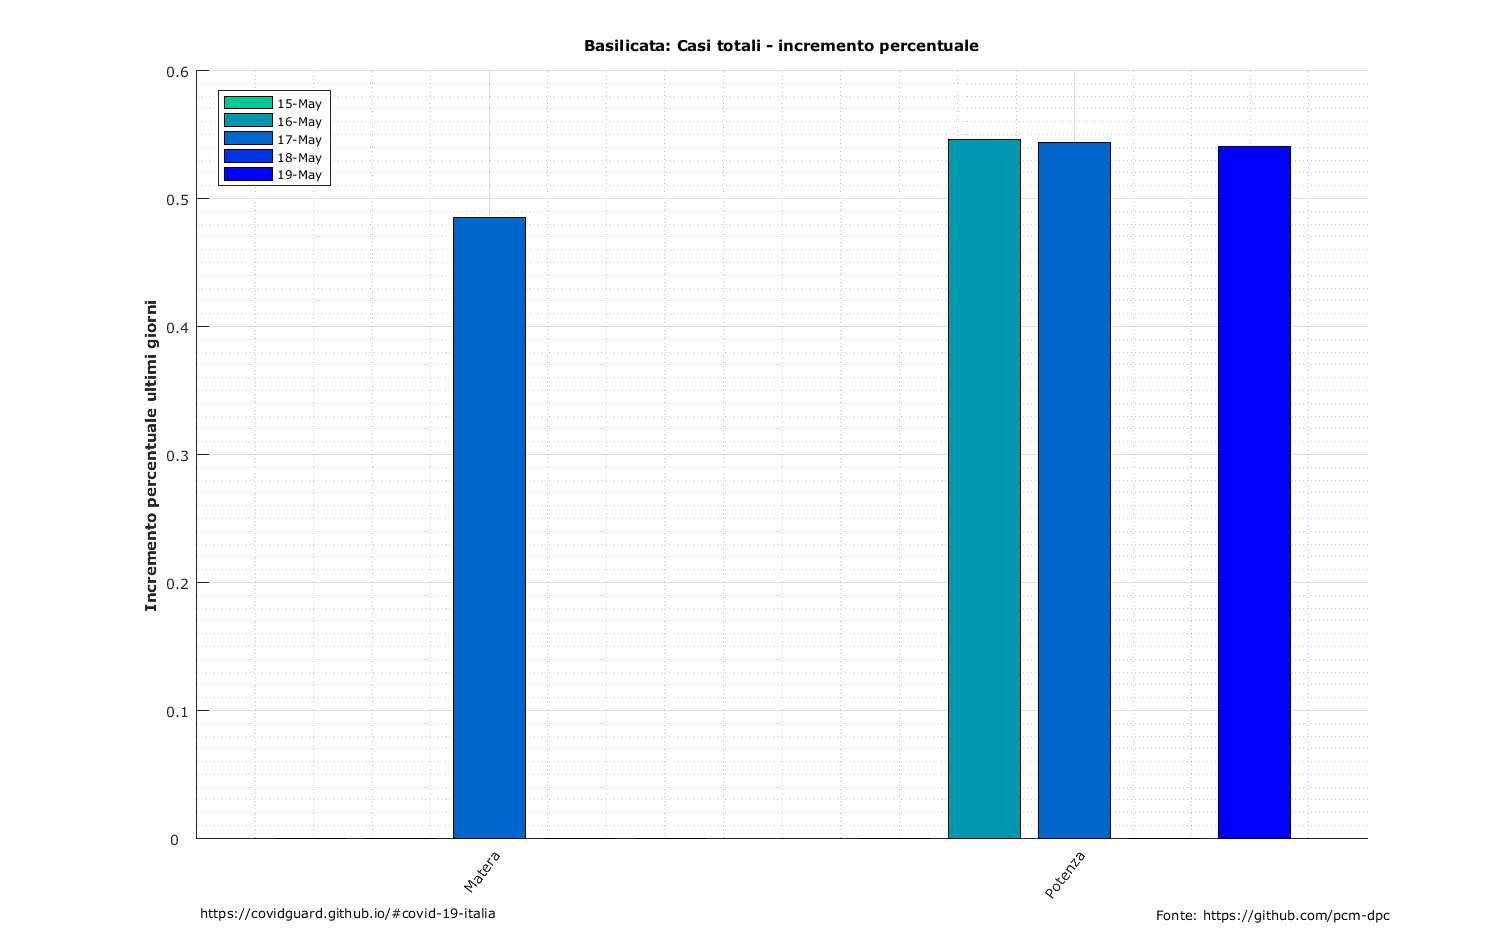 Basilicata: Casi totali - incremento percentuale
0.6
0.5
0.4
0.3
0.2
0.1
0
Incremento percentuale ultimi giorni
15-May
16-May
17-May
18-May
19-May
Matera
Potenza
https://covidguard.github.io/#covid-19-italia
Fonte: https://github.com/pcm-dpc